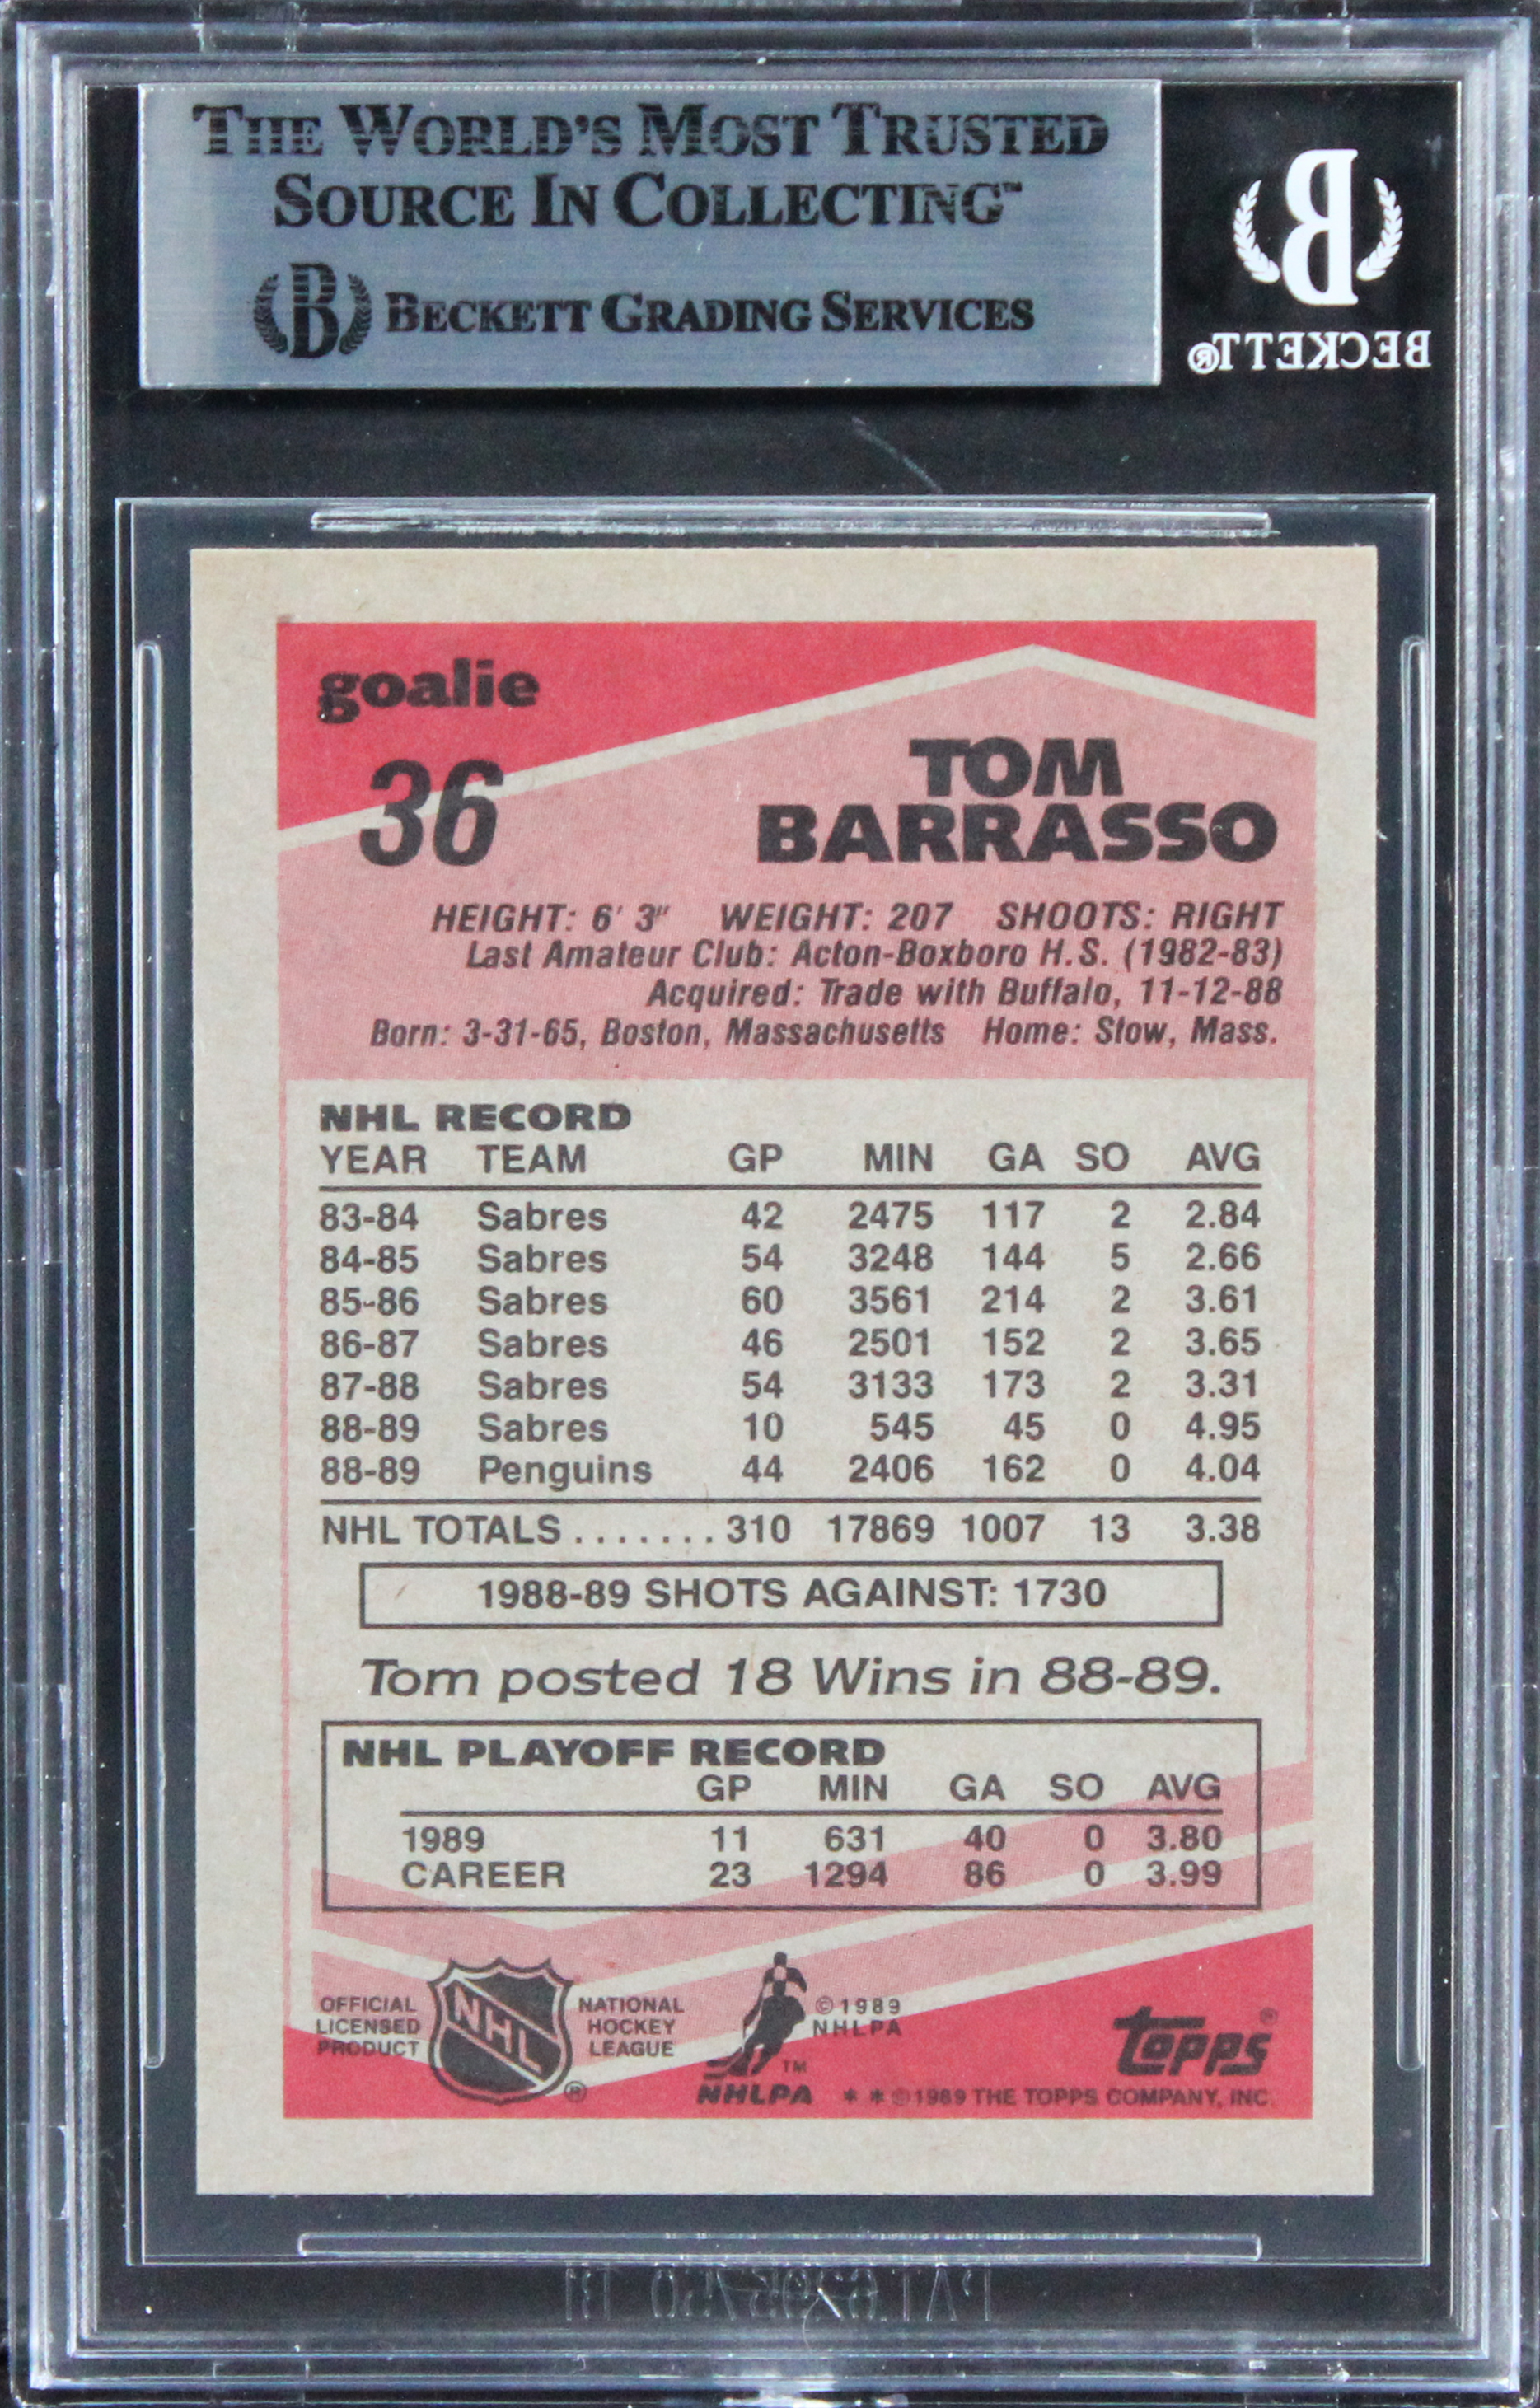 THE WORLD'S MOST TRUSTED
SOURCE IN COLLECTING™
B BECKETT GRADING SERVICES
B
BECKETT®
goalie
36
TOM
BARRASSO
HEIGHT: 6' 3" WEIGHT: 207 SHOOTS: RIGHT
Last Amateur Club: Acton-Boxboro H.S. (1982-83)
Acquired: Trade with Buffalo, 11-12-88
Born: 3-31-65, Boston, Massachusetts Home: Stow, Mass.
NHL RECORD
YEAR TEAM GP MIN GA SO AVG
83-84 Sabres 42 2475 117 2 2.84
84-85 Sabres 54 3248 144 5 2.66
85-86 Sabres 60 3561 214 2 3.61
86-87 Sabres 46 2501 152 2 3.65
87-88 Sabres 54 3133 173 2 3.31
88-89 Sabres 10 545 45 0 4.95
88-89 Penguins 44 2406 162 0 4.04
NHL TOTALS . . . . . . . 310 17869 1007 13 3.38
1988-89 SHOTS AGAINST: 1730
Tom posted 18 Wins in 88-89.
NHL PLAYOFF RECORD
GP MIN GA SO AVG
1989 11 631 40 0 3.80
CAREER 23 1294 86 0 3.99
OFFICIAL
LICENSED
PRODUCT
NHL ®
NATIONAL
HOCKEY
LEAGUE
TM
NHLPA
©1989
NHLPA
topps®
* * ©1989 THE TOPPS COMPANY, INC.